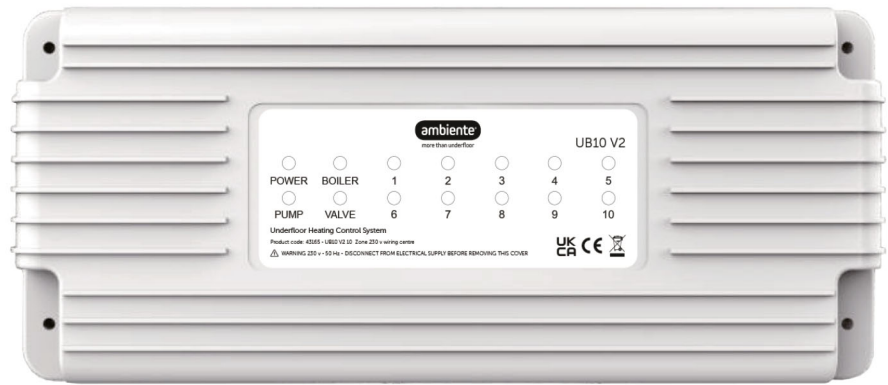 ambiente
more than underfloor
UB10 V2
POWER BOILER 1 2 3 4 5
PUMP VALVE 6 7 8 9 10
Underfloor Heating Control System
Product code: 43165 - UB10 V2 10 Zone 230 v wiring centre
WARNING 230 v - 50 Hz - DISCONNECT FROM ELECTRICAL SUPPLY BEFORE REMOVING THIS COVER
UK
CA
CE